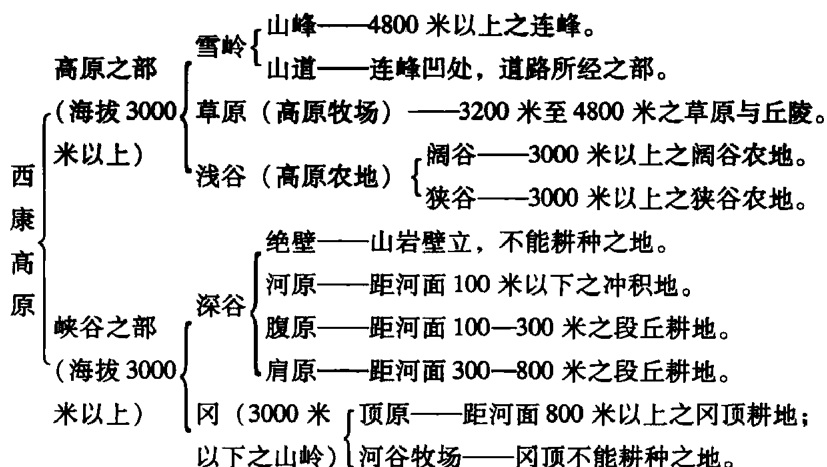 西康高原
高原之部
(海拔3000
米以上)
雪岭
山峰——4800米以上之连峰。
山道——连峰凹处，道路所经之部。
草原（高原牧场）——3200米至4800米之草原与丘陵。
浅谷（高原农地）
阔谷——3000米以上之阔谷农地。
狭谷——3000米以上之狭谷农地。
峡谷之部
(海拔3000
米以上)
深谷
绝壁——山岩壁立，不能耕种之地。
河原——距河面100米以下之冲积地。
腹原——距河面100—300米之段丘耕地。
肩原——距河面300—800米之段丘耕地。
冈（3000米
以下之山岭）
顶原——距河面800米以上之冈顶耕地；
河谷牧场——冈顶不能耕种之地。